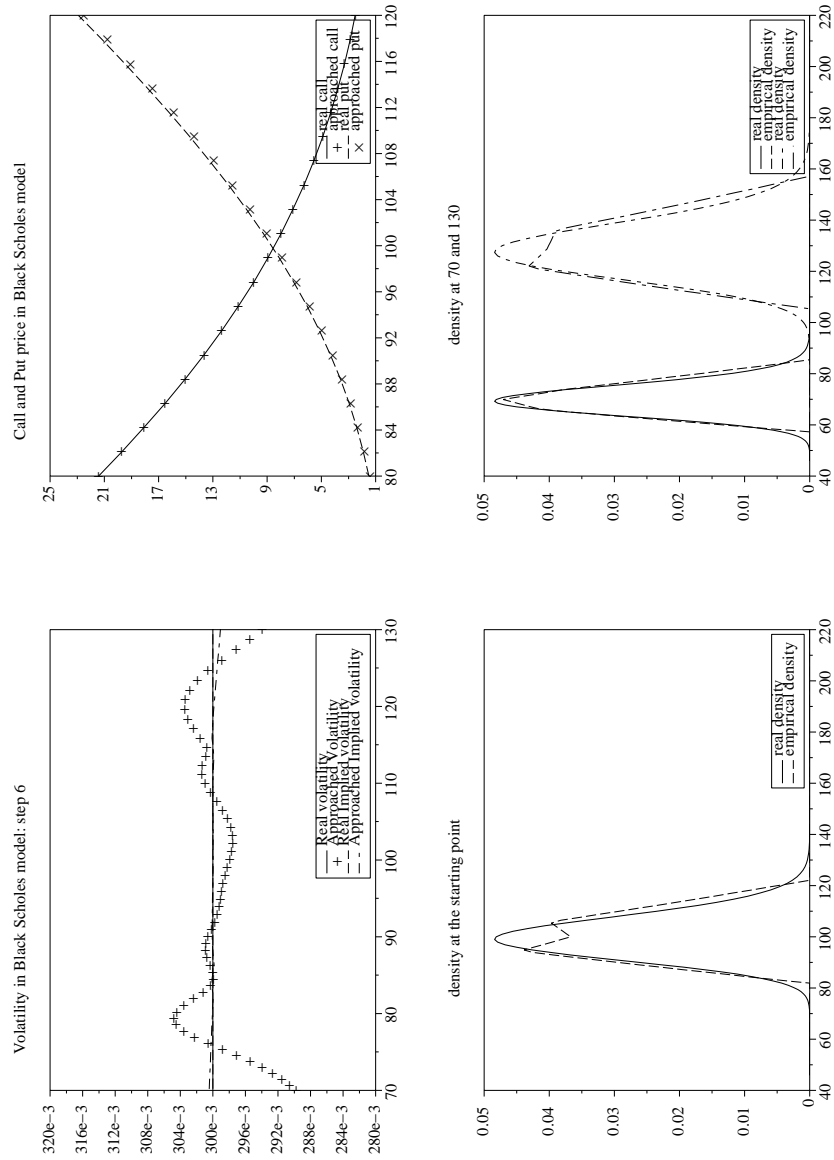 Volatility in Black Scholes model: step 6
320e−3
316e−3
312e−3
308e−3
304e−3
300e−3
296e−3
292e−3
288e−3
284e−3
280e−3
70
80
90
100
110
120
130
Real volatility
Approached Volatility
Real Implied volatility
Approached Implied volatility
Call and Put price in Black Scholes model
25
21
17
13
9
5
1
80
84
88
92
96
100
104
108
112
116
120
real call
approached call
real put
approached put
density at the starting point
0.05
0.04
0.03
0.02
0.01
0
40
60
80
100
120
140
160
180
200
220
real density
empirical density
density at 70 and 130
0.05
0.04
0.03
0.02
0.01
0
40
60
80
100
120
140
160
180
200
220
real density
empirical density
real density
empirical density